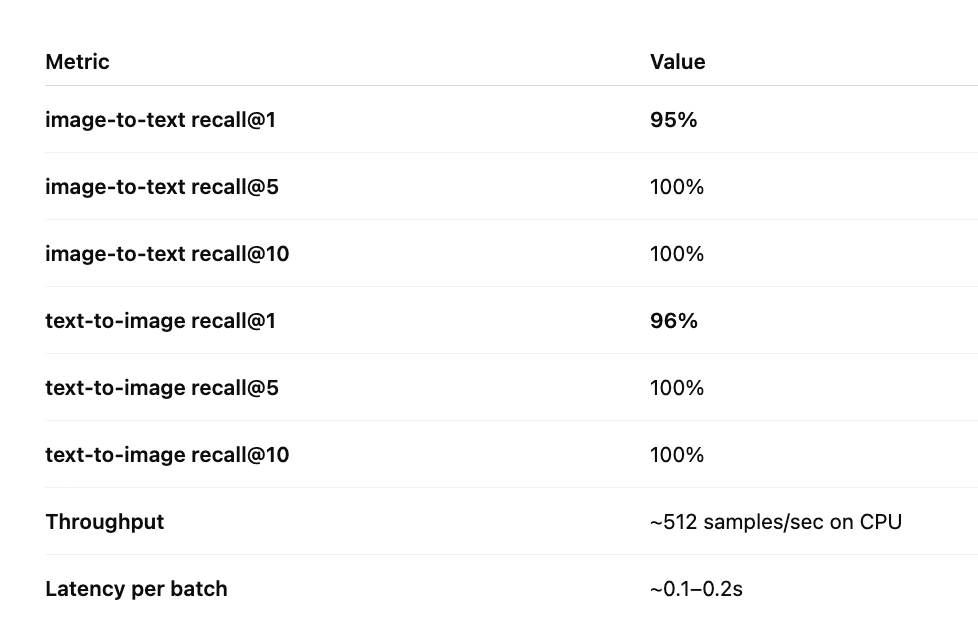 Metric Value
image-to-text recall@1 95%
image-to-text recall@5 100%
image-to-text recall@10 100%
text-to-image recall@1 96%
text-to-image recall@5 100%
text-to-image recall@10 100%
Throughput ~512 samples/sec on CPU
Latency per batch ~0.1–0.2s